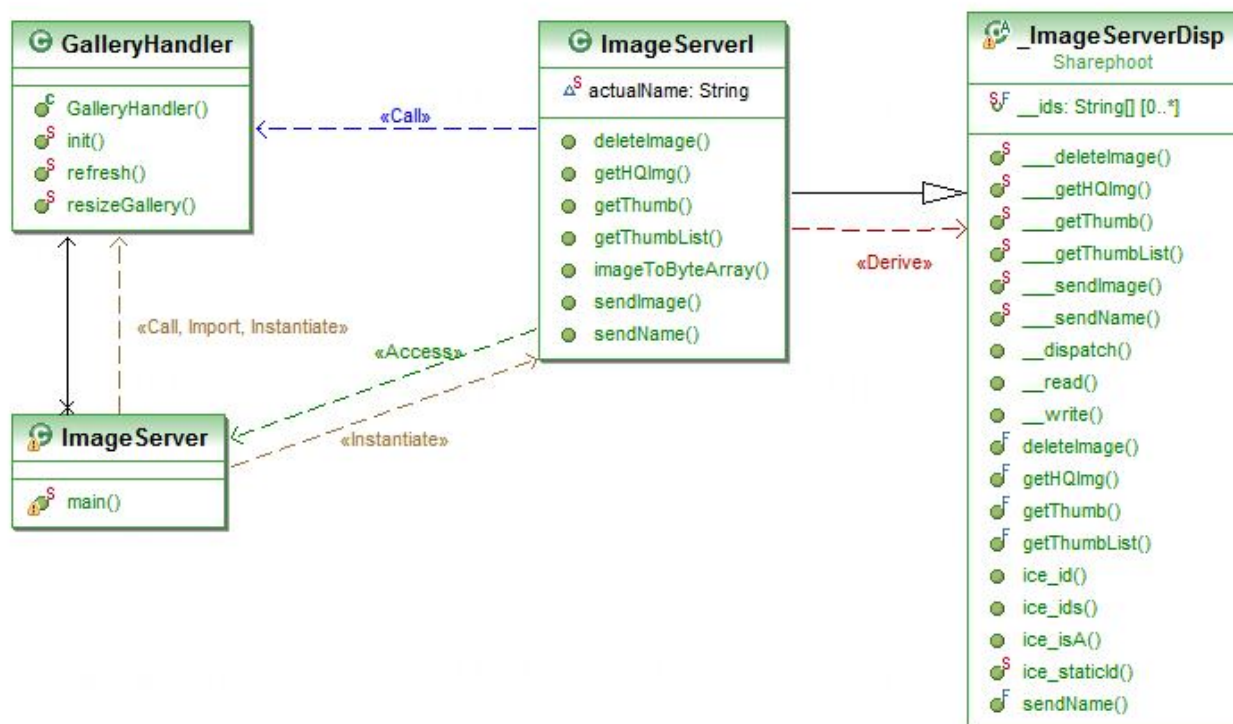 GalleryHandler
GalleryHandler()
init()
refresh()
resizeGallery()
«Call»
ImageServerI
actualName: String
deleteImage()
getHQImg()
getThumb()
getThumbList()
imageToByteArray()
sendImage()
sendName()
_ImageServerDisp
Sharephoot
__ids: String[] [0..*]
___deleteImage()
___getHQImg()
___getThumb()
___getThumbList()
___sendImage()
___sendName()
__dispatch()
__read()
__write()
deleteImage()
getHQImg()
getThumb()
getThumbList()
ice_id()
ice_ids()
ice_isA()
ice_staticId()
sendName()
«Derive»
«Call, Import, Instantiate»
«Access»
«Instantiate»
ImageServer
main()